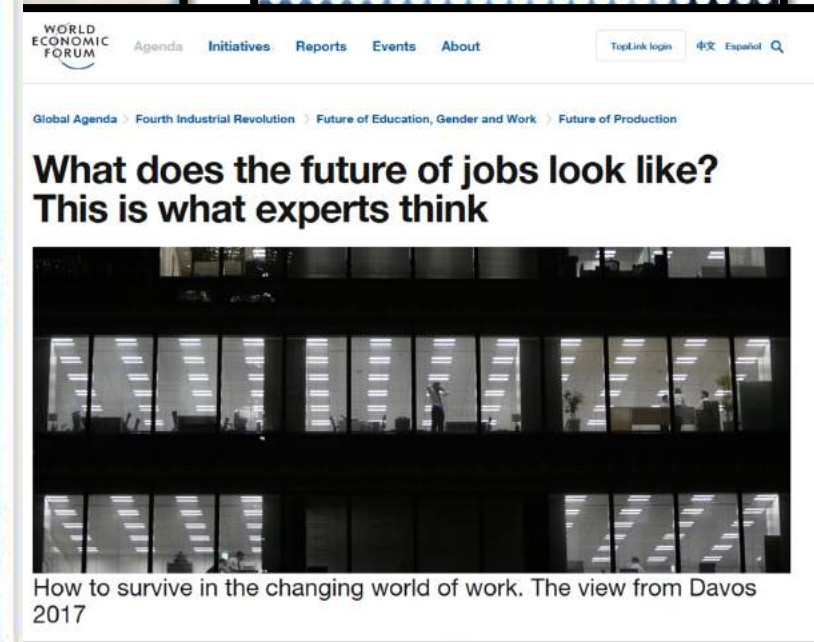 WORLD
ECONOMIC
FORUM
Agenda Initiatives Reports Events About TopLink login 中文 Español
Global Agenda Fourth Industrial Revolution Future of Education, Gender and Work Future of Production
What does the future of jobs look like?
This is what experts think
How to survive in the changing world of work. The view from Davos
2017